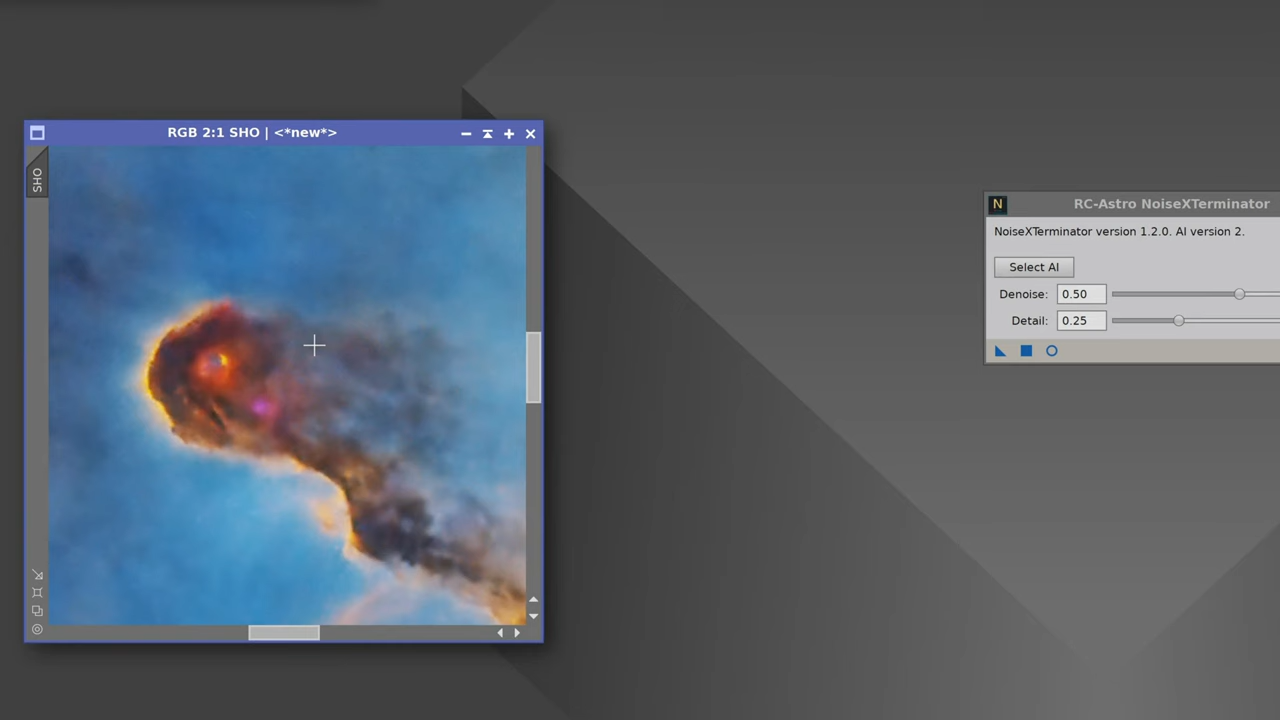 RGB 2:1 SHO | <*new*>
SHO
N
RC-Astro NoiseXTerminator
NoiseXTerminator version 1.2.0. AI version 2.
Select AI
Denoise: 0.50
Detail: 0.25